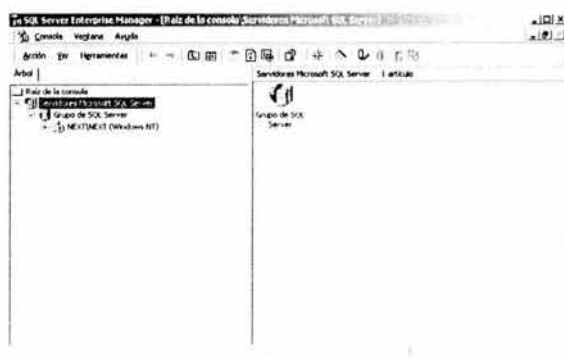 SQL Server Enterprise Manager - [Raíz de la consola\Servidores Microsoft SQL Server]
Consola Ventana Ayuda
Acción Ver Herramientas
Árbol
Servidores Microsoft SQL Server 1 artículo
Raíz de la consola
Servidores Microsoft SQL Server
Grupo de SQL Server
NEXT\NEXT (Windows NT)
Grupo de SQL
Server